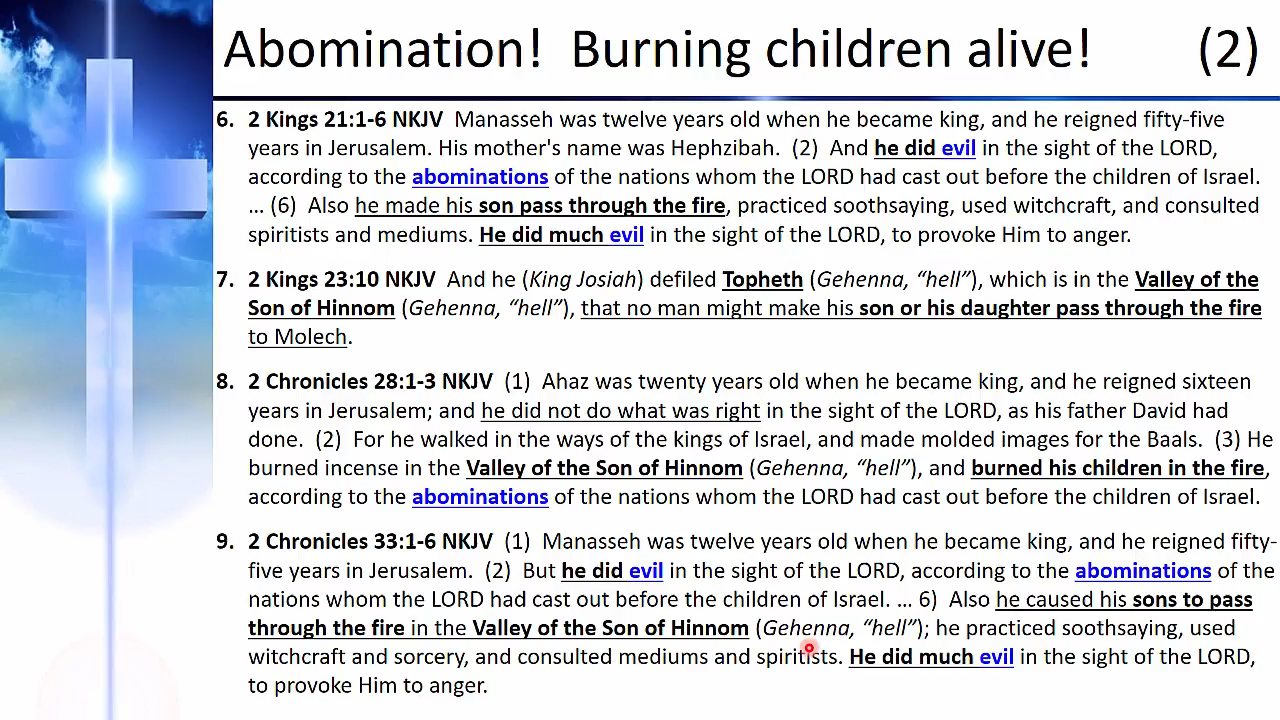 Abomination!  Burning children alive!  (2)
6. 2 Kings 21:1-6 NKJV  Manasseh was twelve years old when he became king, and he reigned fifty-five
years in Jerusalem. His mother's name was Hephzibah.  (2)  And he did evil in the sight of the LORD,
according to the abominations of the nations whom the LORD had cast out before the children of Israel.
... (6)  Also he made his son pass through the fire, practiced soothsaying, used witchcraft, and consulted
spiritists and mediums. He did much evil in the sight of the LORD, to provoke Him to anger.
7. 2 Kings 23:10 NKJV  And he (King Josiah) defiled Topheth (Gehenna, “hell”), which is in the Valley of the
Son of Hinnom (Gehenna, “hell”), that no man might make his son or his daughter pass through the fire
to Molech.
8. 2 Chronicles 28:1-3 NKJV  (1)  Ahaz was twenty years old when he became king, and he reigned sixteen
years in Jerusalem; and he did not do what was right in the sight of the LORD, as his father David had
done.  (2)  For he walked in the ways of the kings of Israel, and made molded images for the Baals.  (3) He
burned incense in the Valley of the Son of Hinnom (Gehenna, “hell”), and burned his children in the fire,
according to the abominations of the nations whom the LORD had cast out before the children of Israel.
9. 2 Chronicles 33:1-6 NKJV  (1)  Manasseh was twelve years old when he became king, and he reigned fifty-
five years in Jerusalem.  (2)  But he did evil in the sight of the LORD, according to the abominations of the
nations whom the LORD had cast out before the children of Israel. ... 6)  Also he caused his sons to pass
through the fire in the Valley of the Son of Hinnom (Gehenna, “hell”); he practiced soothsaying, used
witchcraft and sorcery, and consulted mediums and spiritists. He did much evil in the sight of the LORD,
to provoke Him to anger.